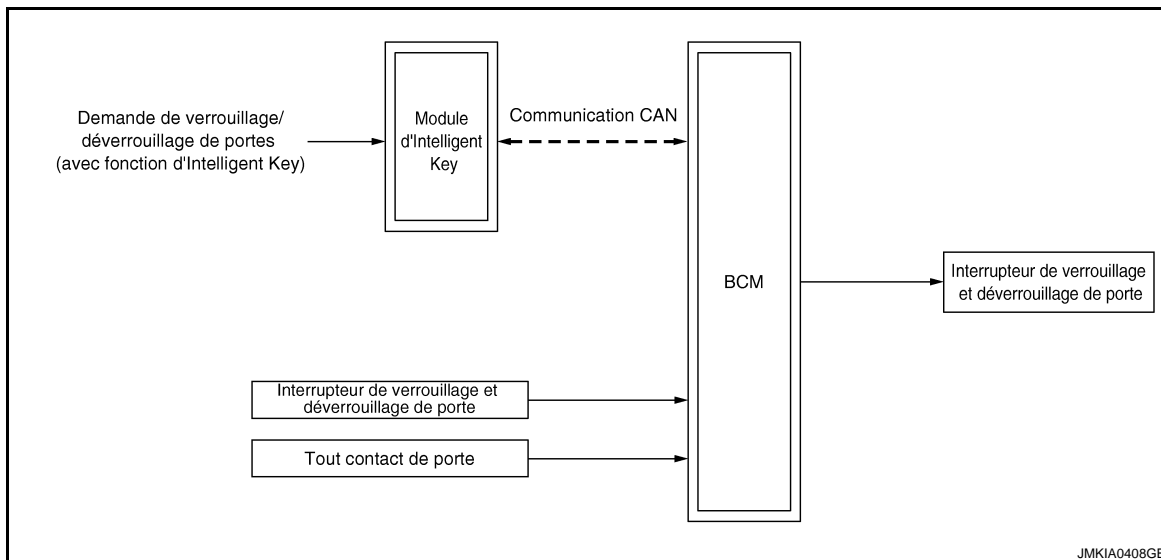 Demande de verrouillage/
déverrouillage de portes
(avec fonction d'Intelligent Key)
Module
d'Intelligent
Key
Communication CAN
BCM
Interrupteur de verrouillage
et déverrouillage de porte
Interrupteur de verrouillage et
déverrouillage de porte
Tout contact de porte
JMKIA0408GB